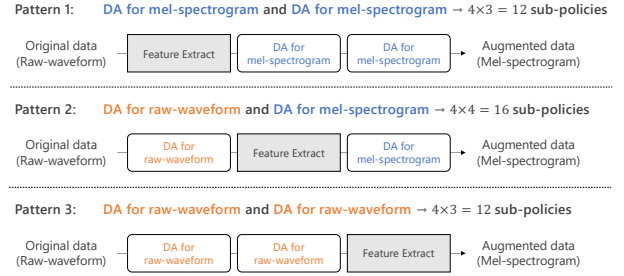 Pattern 1: DA for mel-spectrogram and DA for mel-spectrogram → 4×3 = 12 sub-policies
Original data
(Raw-waveform)
Feature Extract
DA for
mel-spectrogram
DA for
mel-spectrogram
Augmented data
(Mel-spectrogram)
Pattern 2: DA for raw-waveform and DA for mel-spectrogram → 4×4 = 16 sub-policies
Original data
(Raw-waveform)
DA for
raw-waveform
Feature Extract
DA for
mel-spectrogram
Augmented data
(Mel-spectrogram)
Pattern 3: DA for raw-waveform and DA for raw-waveform → 4×3 = 12 sub-policies
Original data
(Raw-waveform)
DA for
raw-waveform
DA for
raw-waveform
Feature Extract
Augmented data
(Mel-spectrogram)